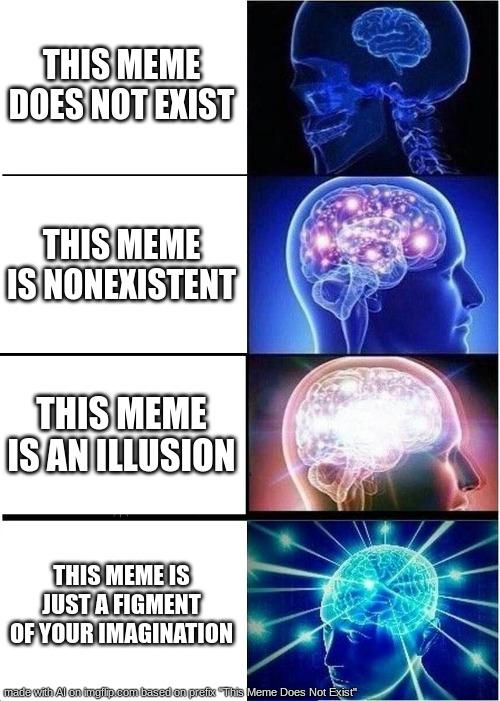 THIS MEME
DOES NOT EXIST
THIS MEME
IS NONEXISTENT
THIS MEME
IS AN ILLUSION
THIS MEME IS
JUST A FIGMENT
OF YOUR IMAGINATION
made with AI on imgflip.com based on prefix "This Meme Does Not Exist"